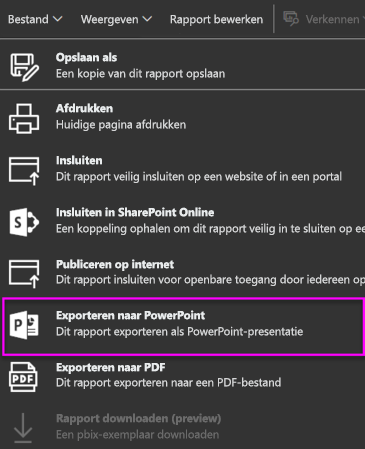 Bestand Weergeven Rapport bewerken Verkennen
Opslaan als
Een kopie van dit rapport opslaan
Afdrukken
Huidige pagina afdrukken
Insluiten
Dit rapport veilig insluiten op een website of in een portal
Insluiten in SharePoint Online
Een koppeling ophalen om dit rapport veilig in te sluiten op ee
Publiceren op internet
Dit rapport insluiten voor openbare toegang door iedereen op
Exporteren naar PowerPoint
Dit rapport exporteren als PowerPoint-presentatie
Exporteren naar PDF
Dit rapport exporteren naar een PDF-bestand
Rapport downloaden (preview)
Een pbix-exemplaar downloaden